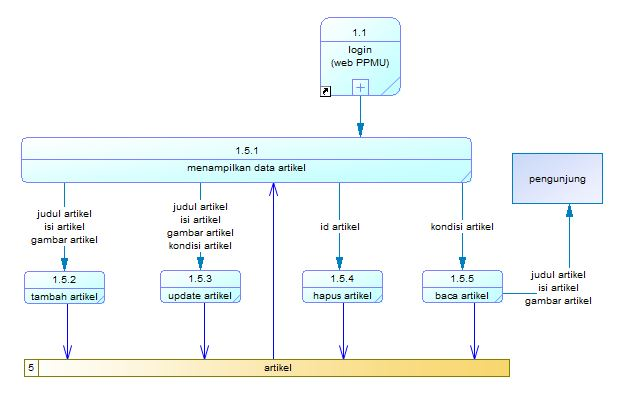 1.1
login
(web PPMU)
1.5.1
menampilkan data artikel
pengunjung
judul artikel
isi artikel
gambar artikel
judul artikel
isi artikel
gambar artikel
kondisi artikel
id artikel
kondisi artikel
1.5.2
tambah artikel
1.5.3
update artikel
1.5.4
hapus artikel
1.5.5
baca artikel
judul artikel
isi artikel
gambar artikel
5
artikel